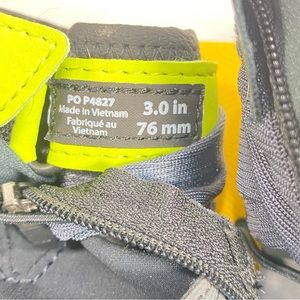 PO P4827
Made in Vietnam
Fabriqué au
Vietnam
3.0 in
76 mm